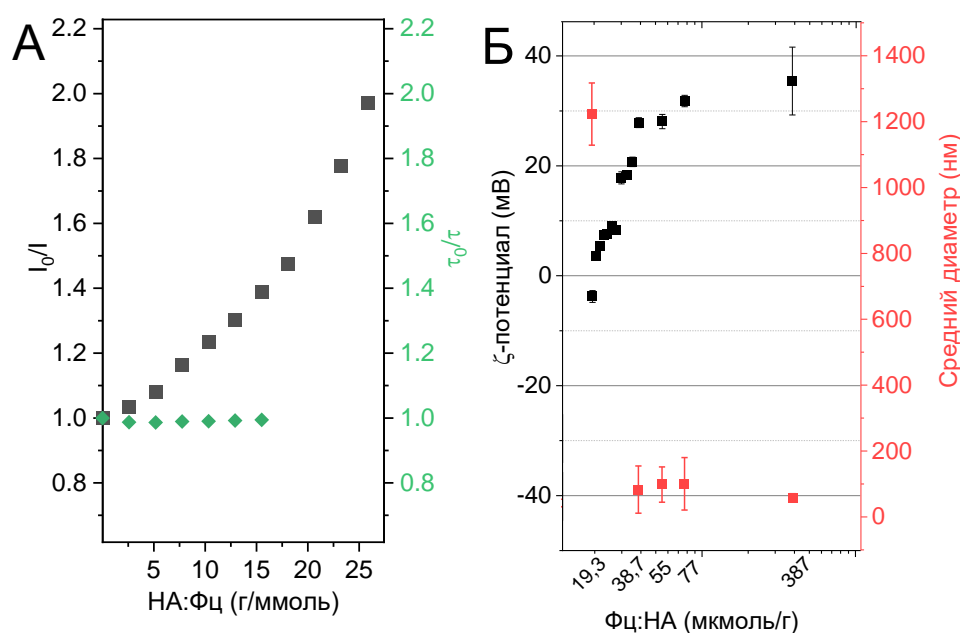 А
2.2
2.0
1.8
1.6
1.4
1.2
1.0
0.8
I₀/I
2.2
2.0
1.8
1.6
1.4
1.2
1.0
0.8
τ₀/τ
5 10 15 20 25
НА:Фц (г/ммоль)
Б
40
20
0
-20
-40
ζ-потенциал (мВ)
1400
1200
1000
800
600
400
200
0
Средний диаметр (нм)
19,3 38,7 55 77 387
Фц:НА (мкмоль/г)